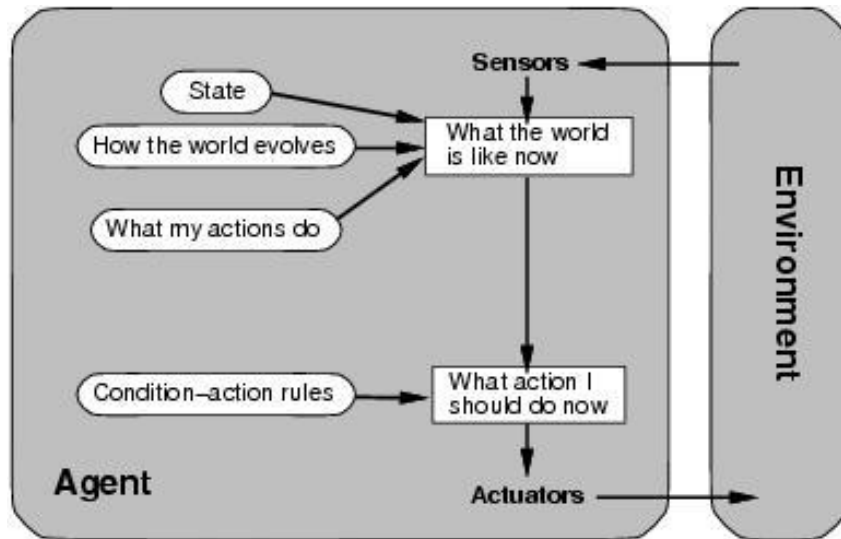 Sensors
State
What the world
is like now
How the world evolves
What my actions do
Environment
Condition–action rules
What action I
should do now
Agent
Actuators